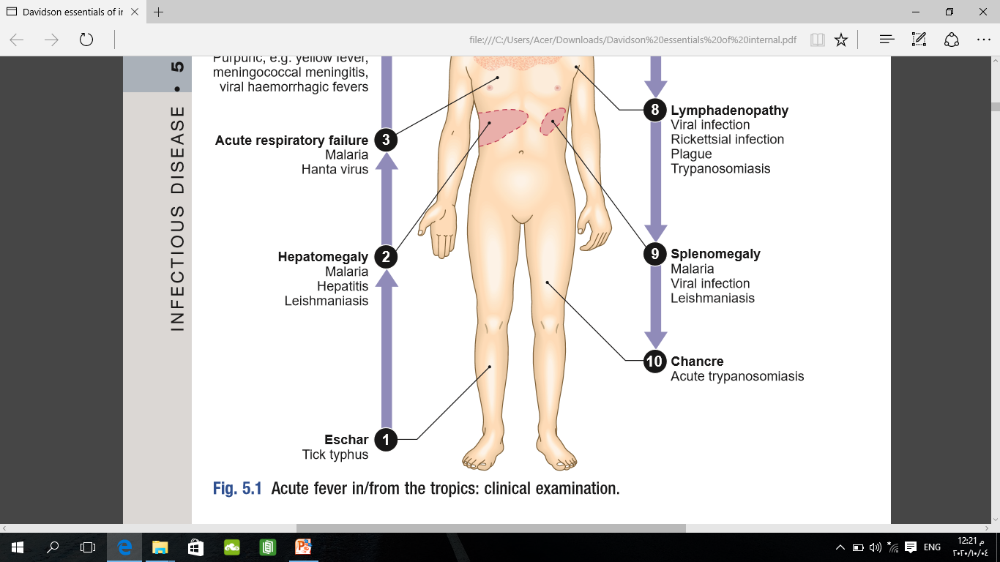 Davidson essentials of ir
file:///C:/Users/Acer/Downloads/Davidson%20essentials%20of%20internal.pdf
INFECTIOUS DISEASE • 5
Purpuric, e.g. yellow fever,
meningococcal meningitis,
viral haemorrhagic fevers
3
Acute respiratory failure
Malaria
Hanta virus
2
Hepatomegaly
Malaria
Hepatitis
Leishmaniasis
1
Eschar
Tick typhus
8
Lymphadenopathy
Viral infection
Rickettsial infection
Plague
Trypanosomiasis
9
Splenomegaly
Malaria
Viral infection
Leishmaniasis
10
Chancre
Acute trypanosomiasis
Fig. 5.1 Acute fever in/from the tropics: clinical examination.
ENG
12:21 م
٢٠٢٠/١٠/٠٤